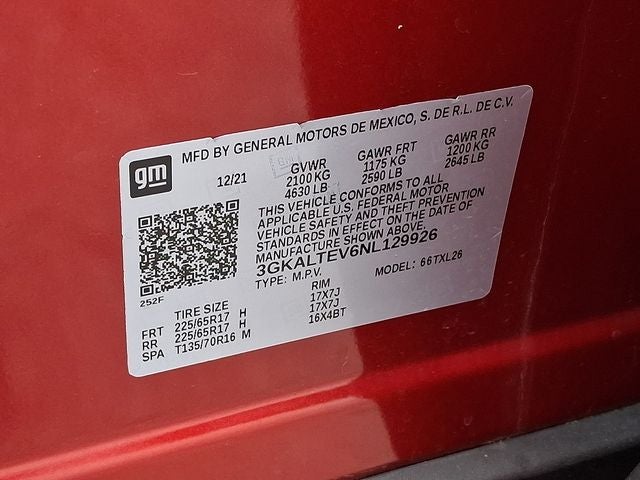 gm
MFD BY GENERAL MOTORS DE MEXICO, S. DE R.L. DE C.V.
12/21 GVWR GAWR FRT GAWR RR
2100 KG 1175 KG 1200 KG
4630 LB 2590 LB 2645 LB
THIS VEHICLE CONFORMS TO ALL
APPLICABLE U.S. FEDERAL MOTOR
VEHICLE SAFETY AND THEFT PREVENTION
STANDARDS IN EFFECT ON THE DATE OF
MANUFACTURE SHOWN ABOVE.
3GKALTEV6NL129926
TYPE: M.P.V. MODEL: 66TXL26
252F
TIRE SIZE RIM
FRT 225/65R17 H 17X7J
RR 225/65R17 H 17X7J
SPA T135/70R16 M 16X4BT